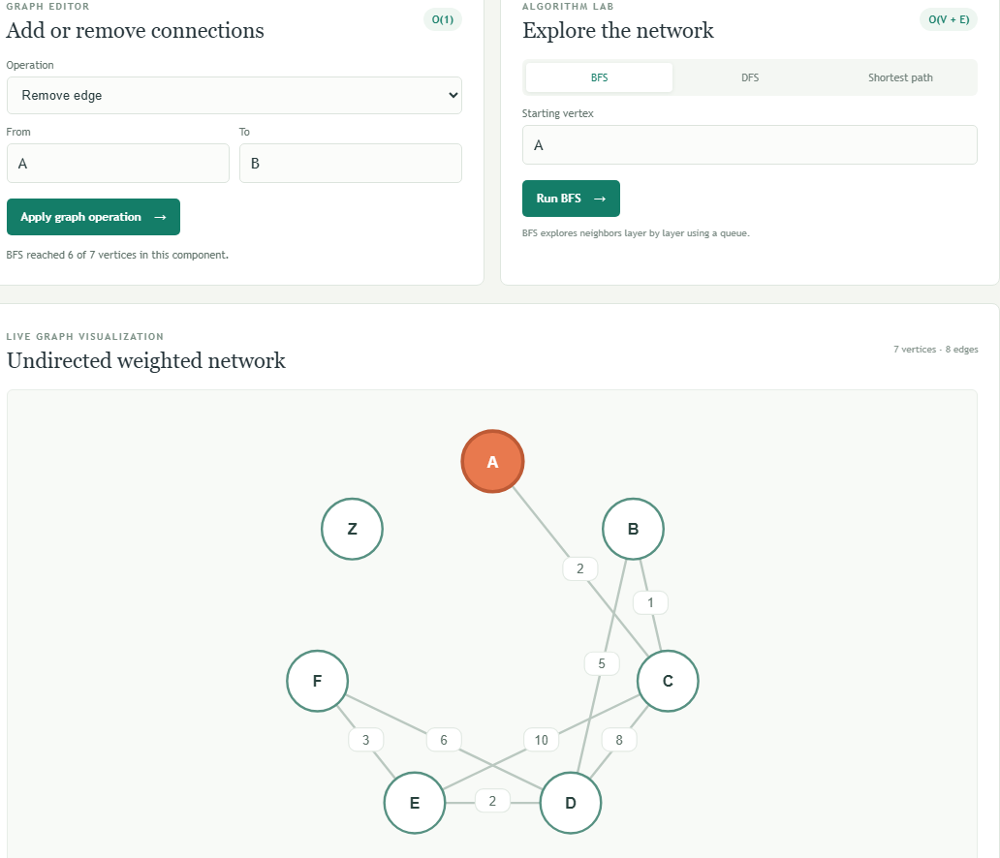 GRAPH EDITOR
Add or remove connections
O(1)
Operation
Remove edge
From
To
A
B
Apply graph operation →
BFS reached 6 of 7 vertices in this component.
ALGORITHM LAB
Explore the network
O(V + E)
BFS
DFS
Shortest path
Starting vertex
A
Run BFS →
BFS explores neighbors layer by layer using a queue.
LIVE GRAPH VISUALIZATION
Undirected weighted network
7 vertices · 8 edges
A
Z
B
2
1
5
F
C
3
6
10
8
E
2
D